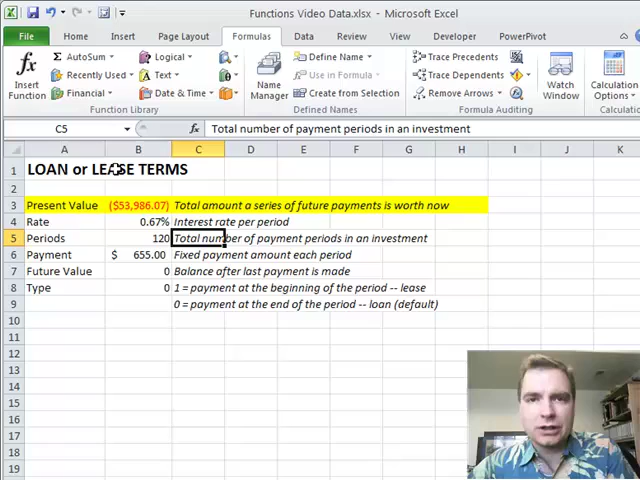 Functions Video Data.xlsx - Microsoft Excel
File Home Insert Page Layout Formulas Data Review View Developer PowerPivot
fx Insert Function
Σ AutoSum
Recently Used
Financial
Logical
Text
Date & Time
Function Library
Name Manager
Define Name
Use in Formula
Create from Selection
Defined Names
Trace Precedents
Trace Dependents
Remove Arrows
Formula Auditing
Watch Window
Calculation Options
Calculation
C5 fx Total number of payment periods in an investment
A B C D E F G H I J K
1 LOAN or LEASE TERMS
2
3 Present Value ($53,986.07) Total amount a series of future payments is worth now
4 Rate 0.67% Interest rate per period
5 Periods 120 Total number of payment periods in an investment
6 Payment $ 655.00 Fixed payment amount each period
7 Future Value 0 Balance after last payment is made
8 Type 0 1 = payment at the beginning of the period -- lease
9 0 = payment at the end of the period -- loan (default)
10
11
12
13
14
15
16
17
18
19